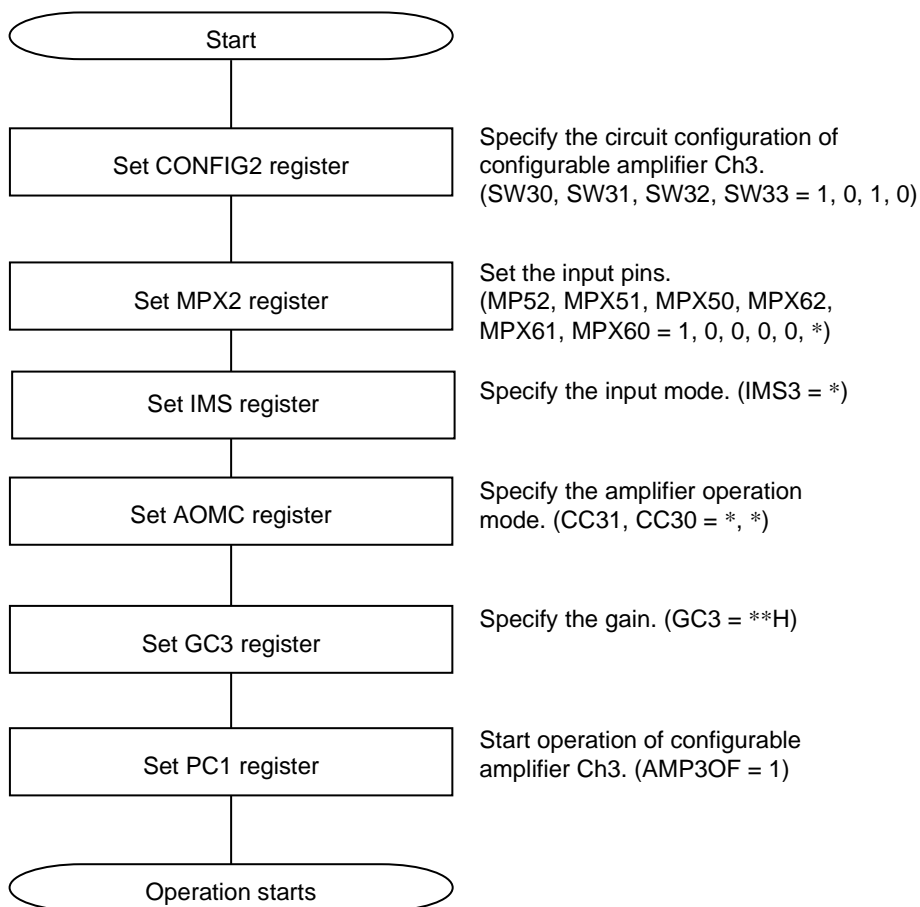 Start
Set CONFIG2 register
Specify the circuit configuration of
configurable amplifier Ch3.
(SW30, SW31, SW32, SW33 = 1, 0, 1, 0)
Set MPX2 register
Set the input pins.
(MP52, MPX51, MPX50, MPX62,
MPX61, MPX60 = 1, 0, 0, 0, 0, *)
Set IMS register
Specify the input mode. (IMS3 = *)
Set AOMC register
Specify the amplifier operation
mode. (CC31, CC30 = *, *)
Set GC3 register
Specify the gain. (GC3 = **H)
Set PC1 register
Start operation of configurable
amplifier Ch3. (AMP3OF = 1)
Operation starts